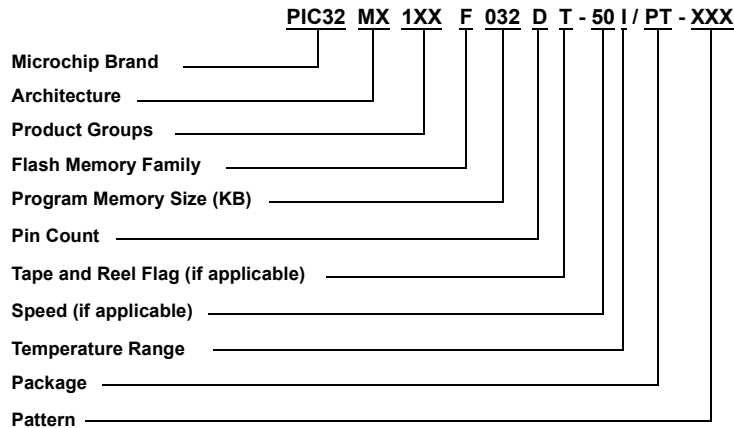 PIC32 MX 1XX F 032 D T - 50 I / PT - XXX
Microchip Brand
Architecture
Product Groups
Flash Memory Family
Program Memory Size (KB)
Pin Count
Tape and Reel Flag (if applicable)
Speed (if applicable)
Temperature Range
Package
Pattern